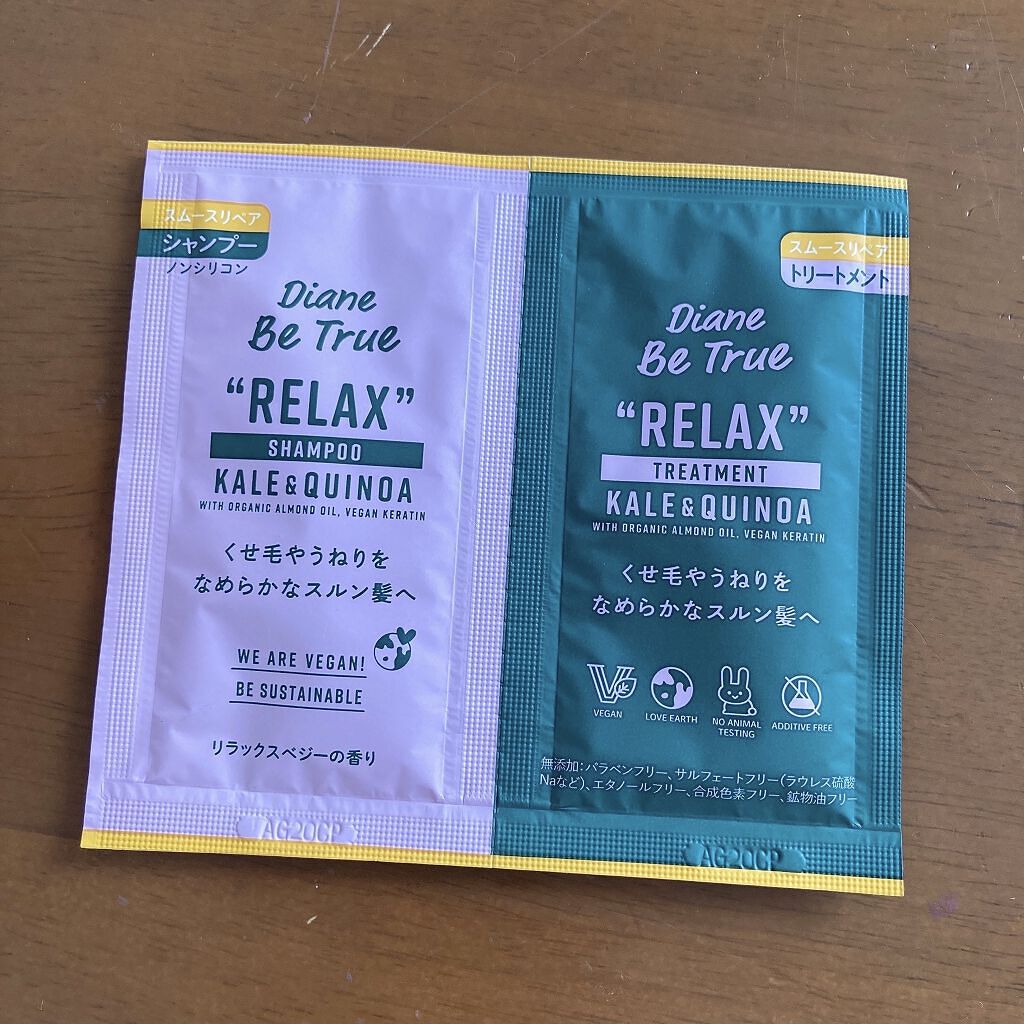 スムースリペア
シャンプー
ノンシリコン
Diane
Be True
“RELAX”
SHAMPOO
KALE&QUINOA
WITH ORGANIC ALMOND OIL, VEGAN KERATIN
くせ毛やうねりを
なめらかなスルン髪へ
WE ARE VEGAN!
BE SUSTAINABLE
リラックスベジーの香り
AG20GP
スムースリペア
トリートメント
Diane
Be True
“RELAX”
TREATMENT
KALE&QUINOA
WITH ORGANIC ALMOND OIL, VEGAN KERATIN
くせ毛やうねりを
なめらかなスルン髪へ
VEGAN
LOVE EARTH
NO ANIMAL
TESTING
ADDITIVE FREE
無添加:パラベンフリー、サルフェートフリー(ラウレス硫酸
Naなど)、エタノールフリー、合成色素フリー、鉱物油フリー
AG20GP